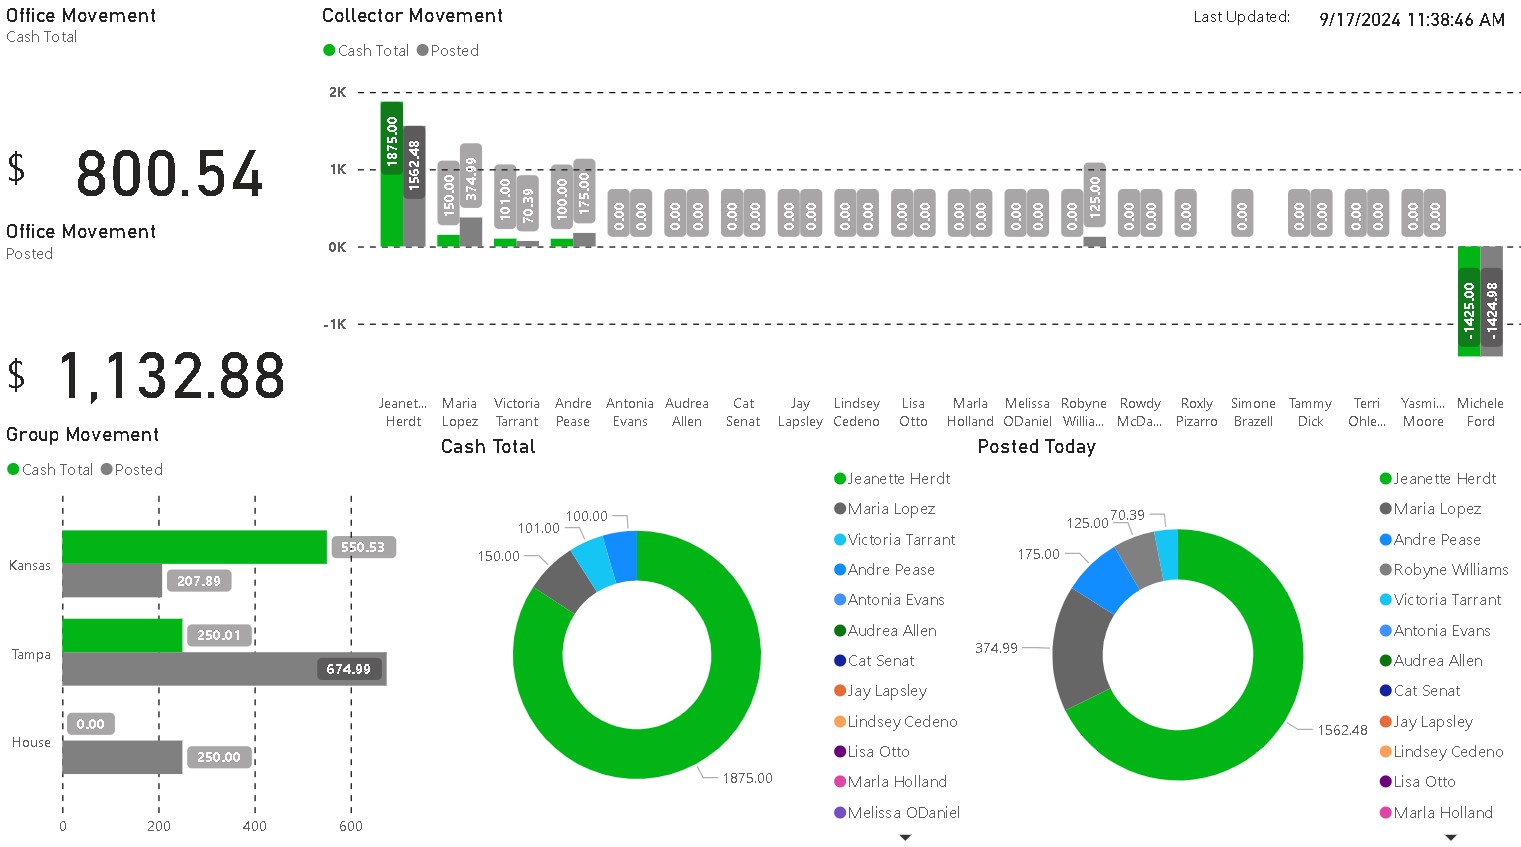 Office Movement
Cash Total
$ 800.54
Office Movement
Posted
$ 1,132.88
Collector Movement
Last Updated: 9/17/2024 11:38:46 AM
Cash Total Posted
2K
1K
0K
-1K
1875.00 1562.48
150.00 374.99
101.00 70.39
100.00 175.00
0.00 0.00
0.00 0.00
0.00 0.00
0.00 0.00
0.00 0.00
0.00 0.00
0.00 0.00
0.00 0.00
0.00 125.00
0.00 0.00
0.00
0.00
0.00 0.00
0.00 0.00
0.00 0.00
-1425.00 -1424.98
Jeanet... Herdt
Maria Lopez
Victoria Tarrant
Andre Pease
Antonia Evans
Audrea Allen
Cat Senat
Jay Lapsley
Lindsey Cedeno
Lisa Otto
Marla Holland
Melissa ODaniel
Robyne Willia...
Rowdy McDa...
Roxly Pizarro
Simone Brazell
Tammy Dick
Terri Ohle...
Yasmi... Moore
Michele Ford
Group Movement
Cash Total Posted
Kansas
550.53
207.89
Tampa
250.01
674.99
House
0.00
250.00
0 200 400 600
Cash Total
100.00
101.00
150.00
1875.00
Jeanette Herdt
Maria Lopez
Victoria Tarrant
Andre Pease
Antonia Evans
Audrea Allen
Cat Senat
Jay Lapsley
Lindsey Cedeno
Lisa Otto
Marla Holland
Melissa ODaniel
Posted Today
70.39
125.00
175.00
374.99
1562.48
Jeanette Herdt
Maria Lopez
Andre Pease
Robyne Williams
Victoria Tarrant
Antonia Evans
Audrea Allen
Cat Senat
Jay Lapsley
Lindsey Cedeno
Lisa Otto
Marla Holland